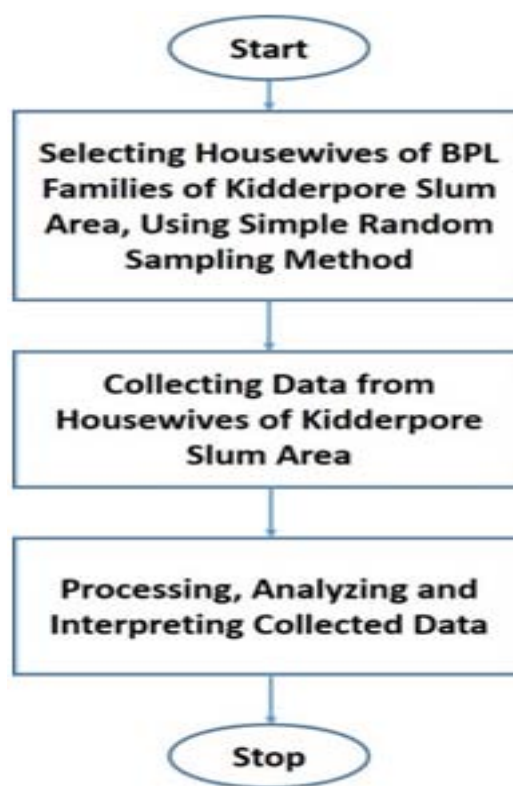 Start
Selecting Housewives of BPL
Families of Kidderpore Slum
Area, Using Simple Random
Sampling Method
Collecting Data from
Housewives of Kidderpore
Slum Area
Processing, Analyzing and
Interpreting Collected Data
Stop